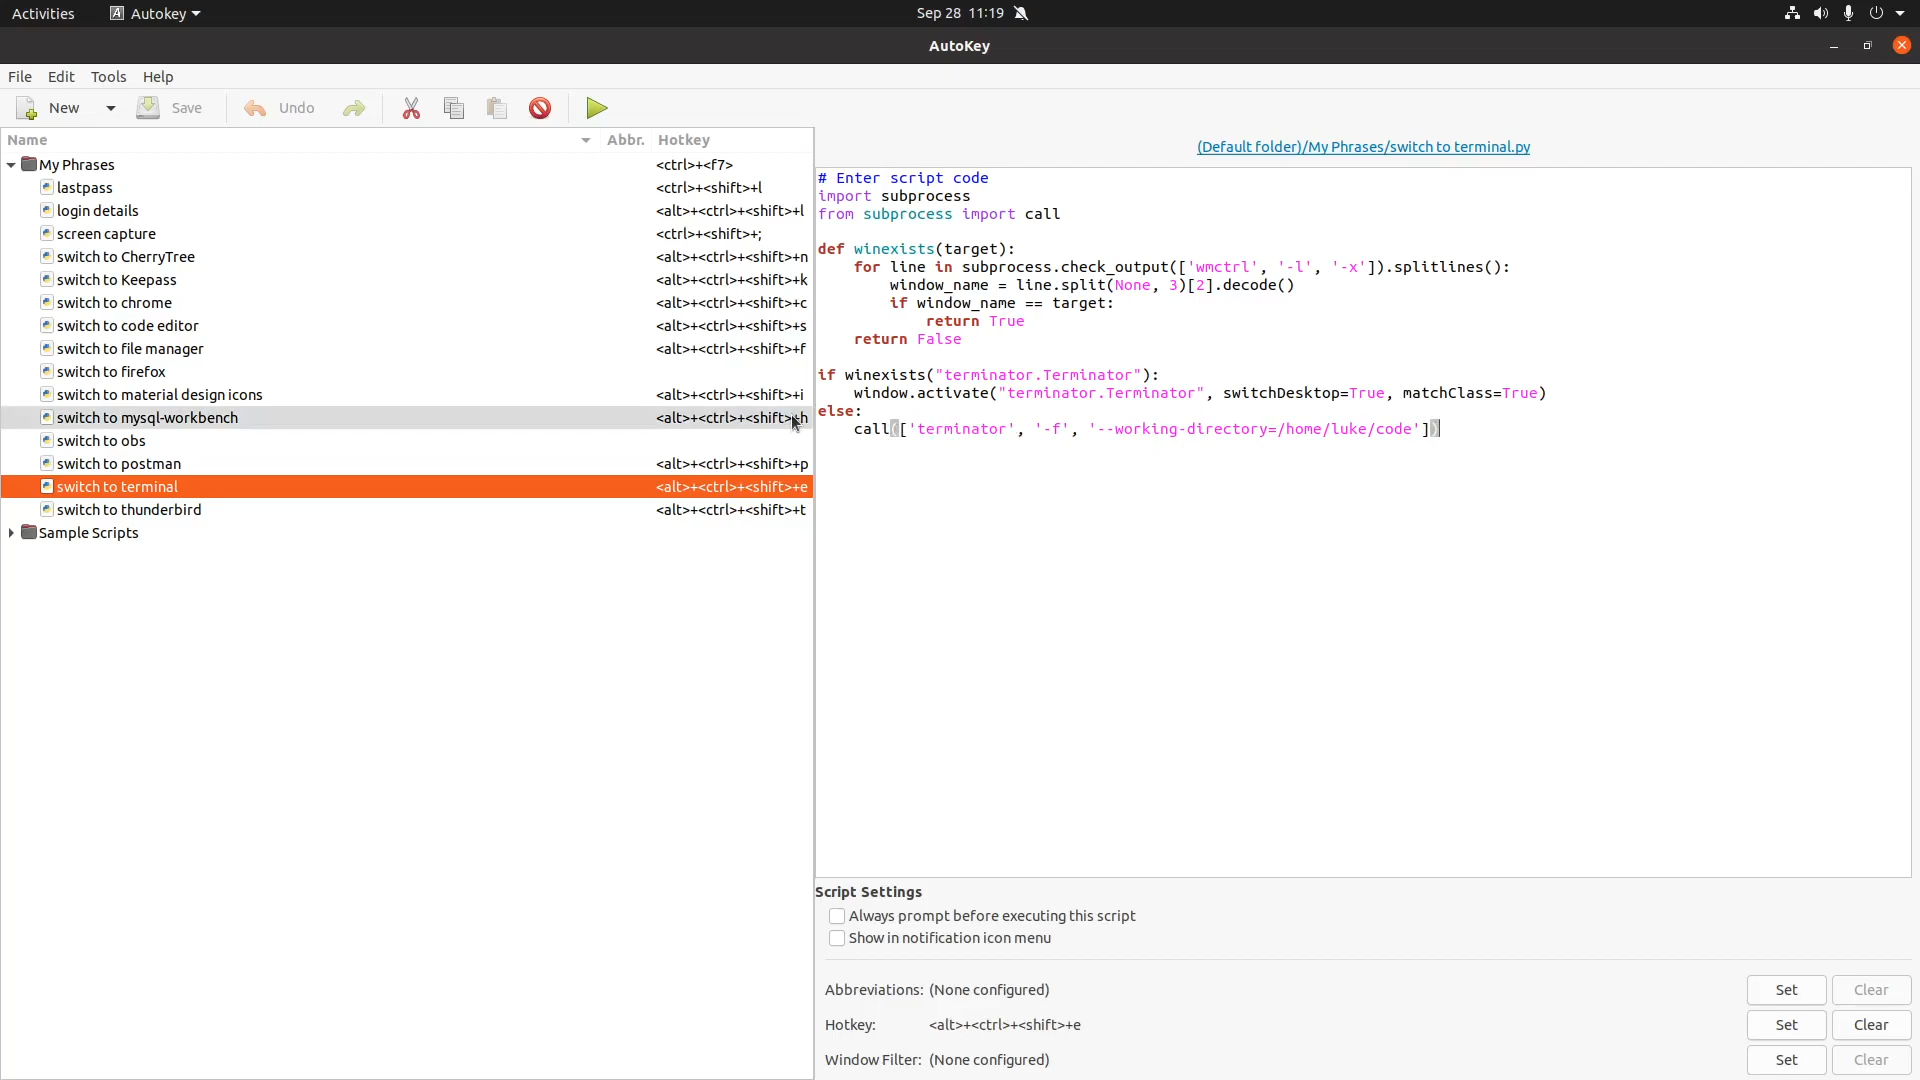 Activities
Autokey
Sep 28 11:19
AutoKey
File Edit Tools Help
New Save Undo
Name Abbr. Hotkey
My Phrases <ctrl>+<f7>
lastpass <ctrl>+<shift>+l
login details <alt>+<ctrl>+<shift>+l
screen capture <ctrl>+<shift>+;
switch to CherryTree <alt>+<ctrl>+<shift>+n
switch to Keepass <alt>+<ctrl>+<shift>+k
switch to chrome <alt>+<ctrl>+<shift>+c
switch to code editor <alt>+<ctrl>+<shift>+s
switch to file manager <alt>+<ctrl>+<shift>+f
switch to firefox
switch to material design icons <alt>+<ctrl>+<shift>+i
switch to mysql-workbench <alt>+<ctrl>+<shift>+h
switch to obs
switch to postman <alt>+<ctrl>+<shift>+p
switch to terminal <alt>+<ctrl>+<shift>+e
switch to thunderbird <alt>+<ctrl>+<shift>+t
Sample Scripts
(Default folder)/My Phrases/switch to terminal.py
# Enter script code
import subprocess
from subprocess import call
def winexists(target):
    for line in subprocess.check_output(['wmctrl', '-l', '-x']).splitlines():
        window_name = line.split(None, 3)[2].decode()
        if window_name == target:
            return True
    return False
if winexists("terminator.Terminator"):
    window.activate("terminator.Terminator", switchDesktop=True, matchClass=True)
else:
    call(['terminator', '-f', '--working-directory=/home/luke/code'])
Script Settings
Always prompt before executing this script
Show in notification icon menu
Abbreviations: (None configured) Set Clear
Hotkey: <alt>+<ctrl>+<shift>+e Set Clear
Window Filter: (None configured) Set Clear